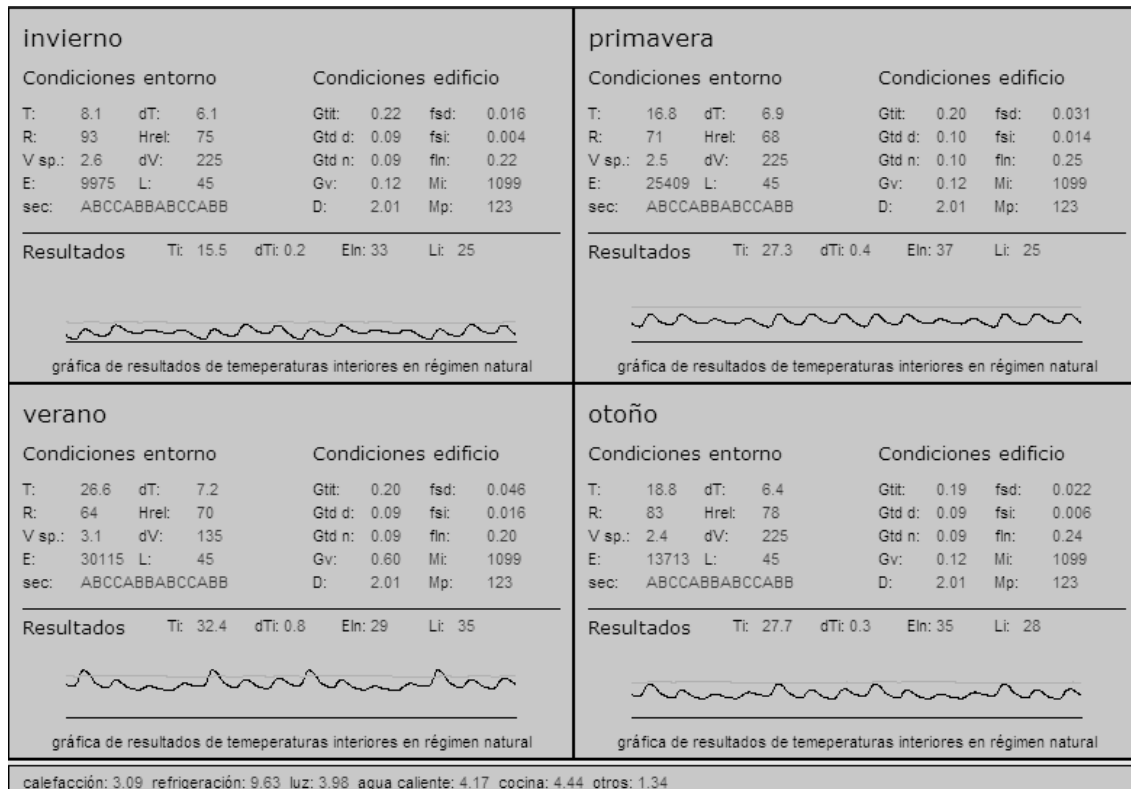 invierno
Condiciones entorno Condiciones edificio
T: 8.1 dT: 6.1 Gtit: 0.22 fsd: 0.016
R: 93 Hrel: 75 Gtd d: 0.09 fsi: 0.004
V sp.: 2.6 dV: 225 Gtd n: 0.09 fln: 0.22
E: 9975 L: 45 Gv: 0.12 Mi: 1099
sec: ABCCABBABCCABB D: 2.01 Mp: 123
Resultados Ti: 15.5 dTi: 0.2 Eln: 33 Li: 25
gráfica de resultados de temeperaturas interiores en régimen natural
primavera
Condiciones entorno Condiciones edificio
T: 16.8 dT: 6.9 Gtit: 0.20 fsd: 0.031
R: 71 Hrel: 68 Gtd d: 0.10 fsi: 0.014
V sp.: 2.5 dV: 225 Gtd n: 0.10 fln: 0.25
E: 25409 L: 45 Gv: 0.12 Mi: 1099
sec: ABCCABBABCCABB D: 2.01 Mp: 123
Resultados Ti: 27.3 dTi: 0.4 Eln: 37 Li: 25
gráfica de resultados de temeperaturas interiores en régimen natural
verano
Condiciones entorno Condiciones edificio
T: 26.6 dT: 7.2 Gtit: 0.20 fsd: 0.046
R: 64 Hrel: 70 Gtd d: 0.09 fsi: 0.016
V sp.: 3.1 dV: 135 Gtd n: 0.09 fln: 0.20
E: 30115 L: 45 Gv: 0.60 Mi: 1099
sec: ABCCABBABCCABB D: 2.01 Mp: 123
Resultados Ti: 32.4 dTi: 0.8 Eln: 29 Li: 35
gráfica de resultados de temeperaturas interiores en régimen natural
otoño
Condiciones entorno Condiciones edificio
T: 18.8 dT: 6.4 Gtit: 0.19 fsd: 0.022
R: 83 Hrel: 78 Gtd d: 0.09 fsi: 0.006
V sp.: 2.4 dV: 225 Gtd n: 0.09 fln: 0.24
E: 13713 L: 45 Gv: 0.12 Mi: 1099
sec: ABCCABBABCCABB D: 2.01 Mp: 123
Resultados Ti: 27.7 dTi: 0.3 Eln: 35 Li: 28
gráfica de resultados de temeperaturas interiores en régimen natural
calefacción: 3.09 refrigeración: 9.63 luz: 3.98 agua caliente: 4.17 cocina: 4.44 otros: 1.34